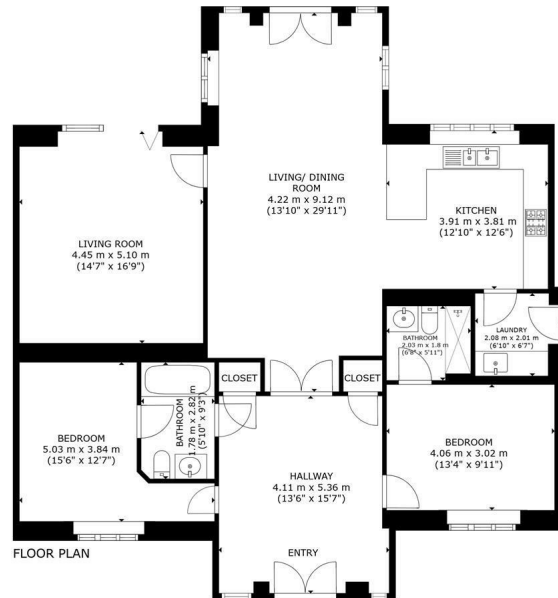 LIVING/ DINING
ROOM
4.22 m x 9.12 m
(13'10" x 29'11")
KITCHEN
3.91 m x 3.81 m
(12'10" x 12'6")
LIVING ROOM
4.45 m x 5.10 m
(14'7" x 16'9")
BATHROOM
2.03 m x 1.8 m
(6'8" x 5'11")
LAUNDRY
2.08 m x 2.01 m
(6'10" x 6'7")
CLOSET
CLOSET
BATHROOM
1.78 m x 2.82 m
(5'10" x 9'3")
BEDROOM
5.03 m x 3.84 m
(15'6" x 12'7")
BEDROOM
4.06 m x 3.02 m
(13'4" x 9'11")
HALLWAY
4.11 m x 5.36 m
(13'6" x 15'7")
ENTRY
FLOOR PLAN